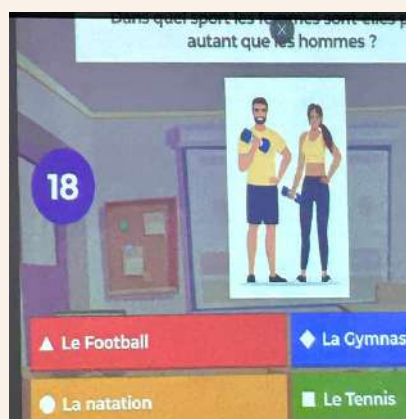 Dans quel sport les femmes sont-elles p
autant que les hommes ?
18
Le Football
La Gymnas
La natation
Le Tennis